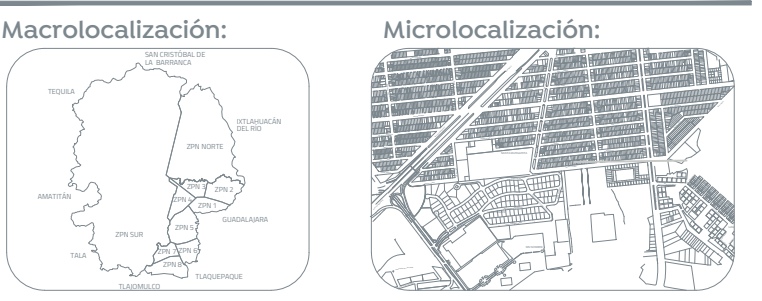 Macrolocalización:
Microlocalización:
SAN CRISTÓBAL DE
LA BARRANCA
TEQUILA
IXTLAHUACÁN
DEL RÍO
ZPN NORTE
ZPN 3
ZPN 2
AMATITÁN
ZPN 4
ZPN 1
GUADALAJARA
ZPN 5
ZPN SUR
TALA
ZPN 7
ZPN 6
ZPN 8
TLAQUEPAQUE
TLAJOMULCO